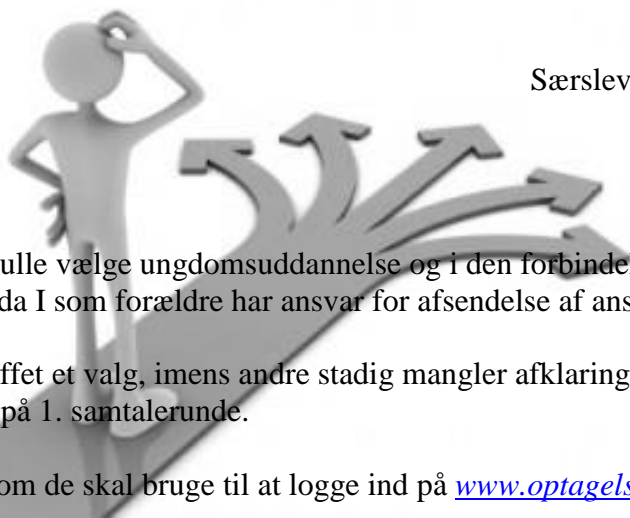 Særslev
ulle vælge ungdomsuddannelse og i den forbinde
da I som forældre har ansvar for afsendelse af ans
ffet et valg, imens andre stadig mangler afklaring
på 1. samtalerunde.
om de skal bruge til at logge ind på www.optagels